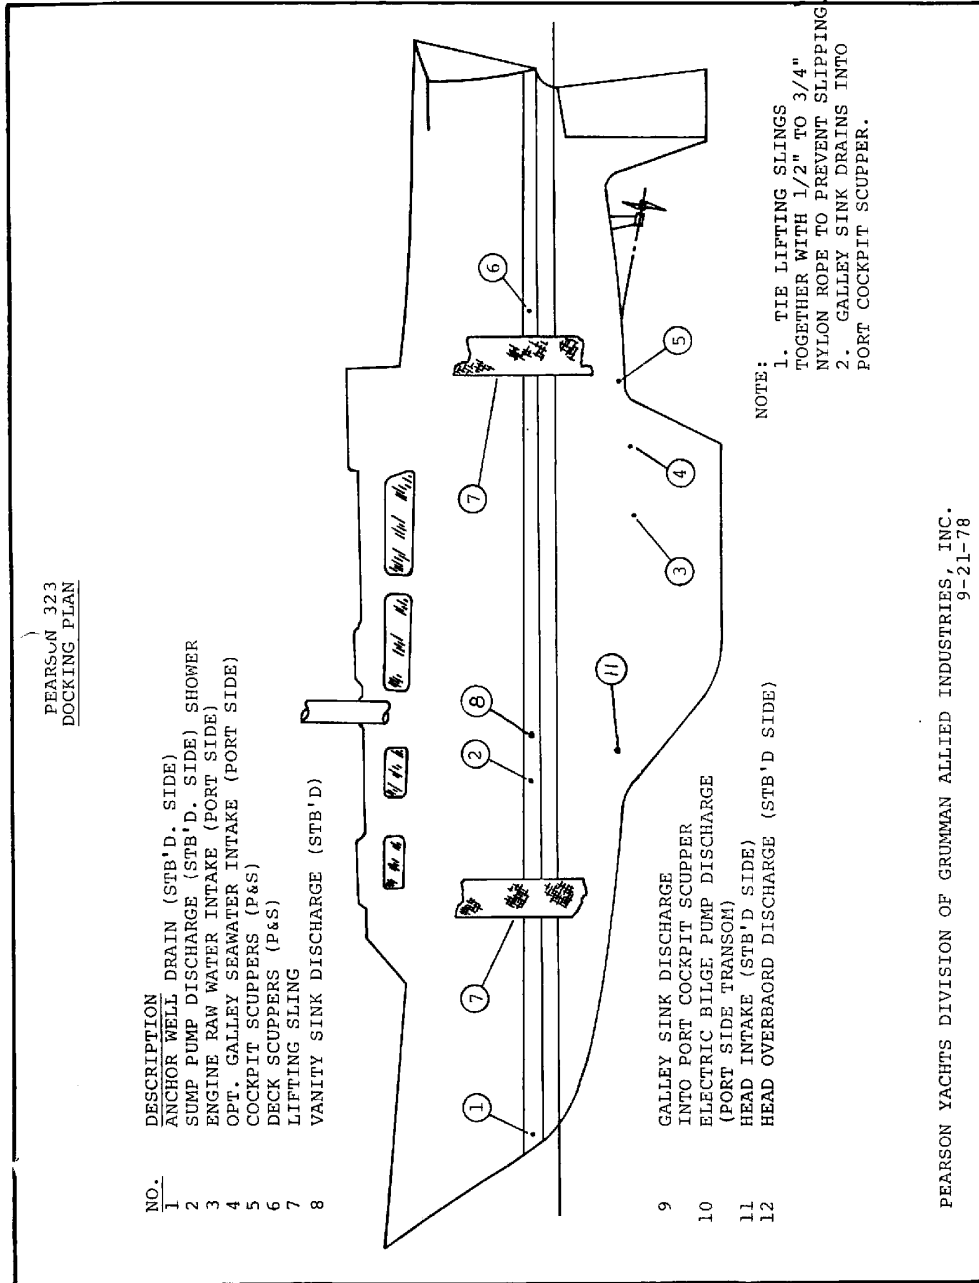 PEARSON 323
DOCKING PLAN
NO. DESCRIPTION
1 ANCHOR WELL DRAIN (STB'D. SIDE)
2 SUMP PUMP DISCHARGE (STB'D. SIDE) SHOWER
3 ENGINE RAW WATER INTAKE (PORT SIDE)
4 OPT. GALLEY SEAWATER INTAKE (PORT SIDE)
5 COCKPIT SCUPPERS (P&S)
6 DECK SCUPPERS (P&S)
7 LIFTING SLING
8 VANITY SINK DISCHARGE (STB'D)
7
2
8
7
6
1
11
3
4
5
9 GALLEY SINK DISCHARGE
INTO PORT COCKPIT SCUPPER
10 ELECTRIC BILGE PUMP DISCHARGE
(PORT SIDE TRANSOM)
11 HEAD INTAKE (STB'D SIDE)
12 HEAD OVERBAORD DISCHARGE (STB'D SIDE)
NOTE:
1. TIE LIFTING SLINGS
TOGETHER WITH 1/2" TO 3/4"
NYLON ROPE TO PREVENT SLIPPING.
2. GALLEY SINK DRAINS INTO
PORT COCKPIT SCUPPER.
PEARSON YACHTS DIVISION OF GRUMMAN ALLIED INDUSTRIES, INC.
9-21-78